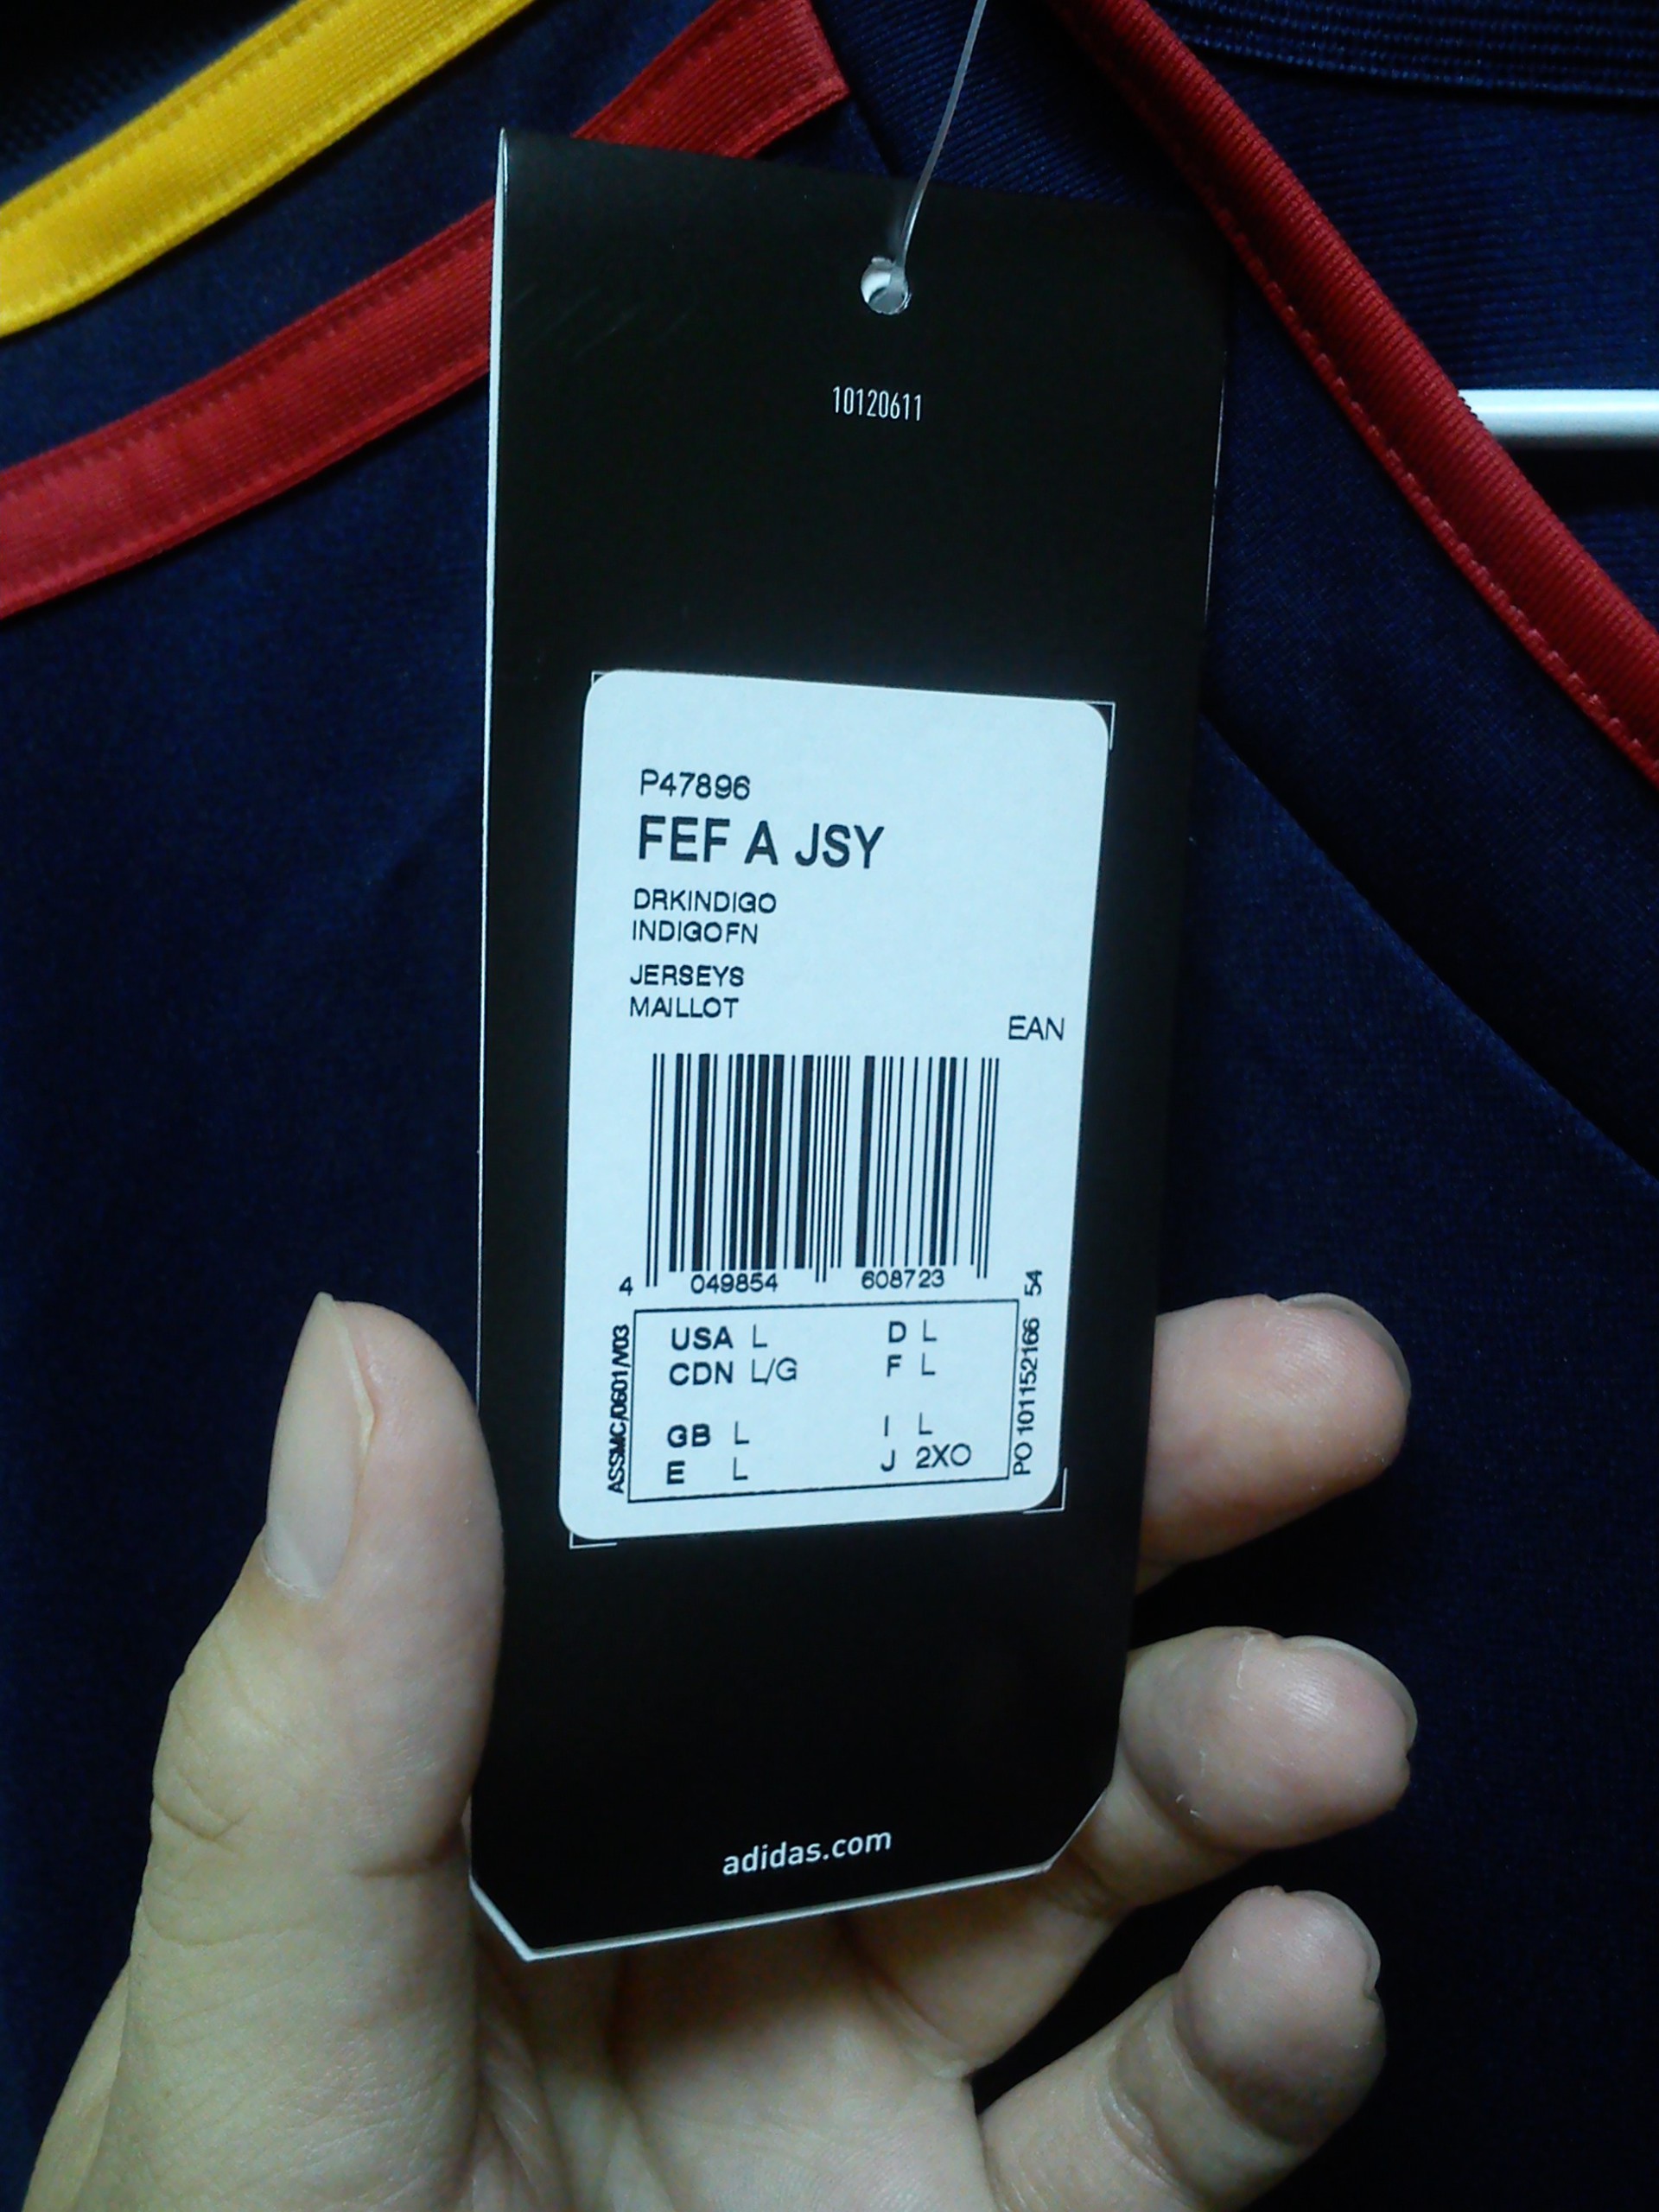 10120611
P47896
FEF A JSY
DRKINDIGO
INDIGOFN
JERSEYS
MAILLOT
EAN
4 049854 608723
54
USA L D L
CDN L/G F L
GB L I L
E L J 2XO
ASSMC/0601/V03
PO 101152166
adidas.com